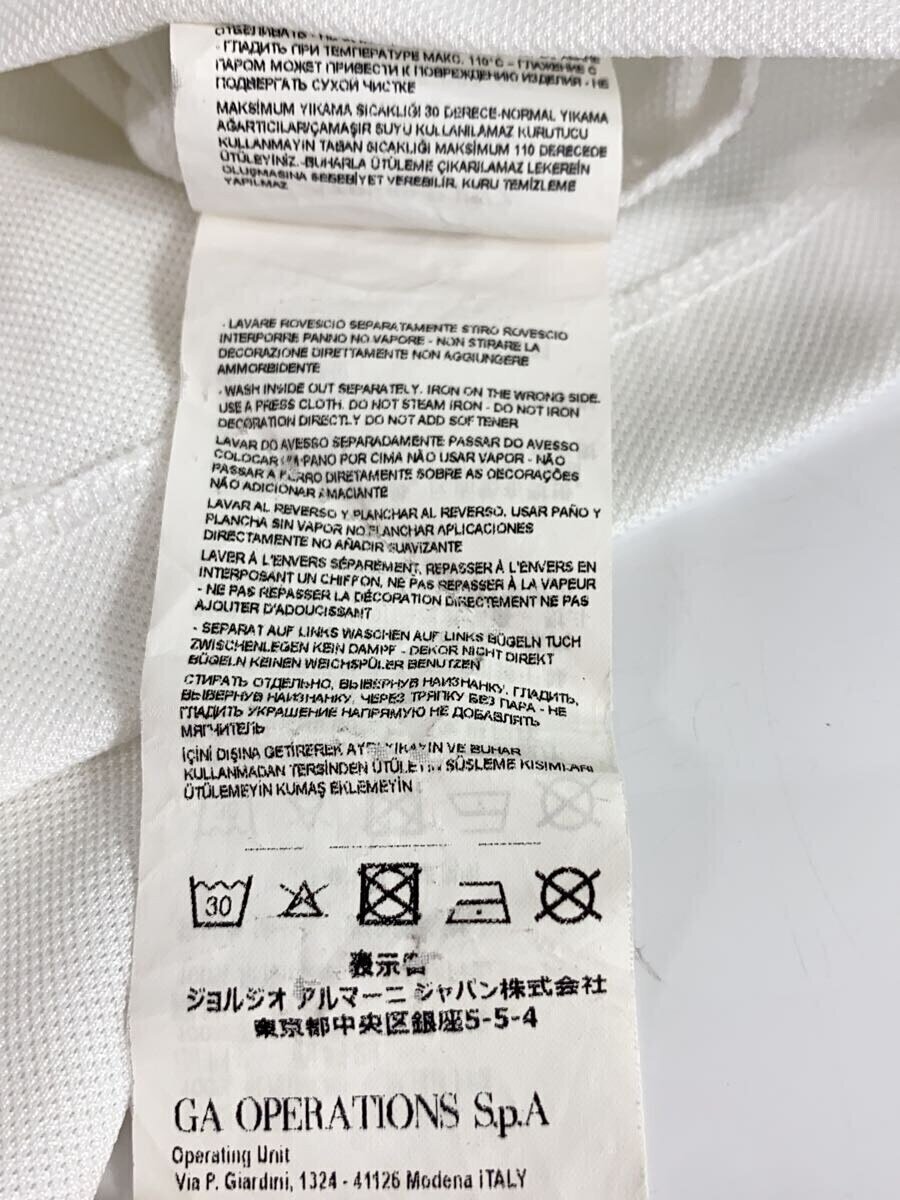 - ГЛАДИТЬ ПРИ ТЕМПЕРАТУРЕ МАКС. 110°С - ГЛАЖЕНИЕ С
ПАРОМ МОЖЕТ ПРИВЕСТИ К ПОВРЕЖДЕНИЮ ИЗДЕЛИЯ - НЕ
ПОДВЕРГАТЬ СУХОЙ ЧИСТКЕ
MAKSİMUM YIKAMA SICAKLIĞI 30 DERECE-NORMAL YIKAMA
AĞARTICILAR/ÇAMAŞIR SUYU KULLANILAMAZ KURUTUCU
KULLANMAYIN TABAN SICAKLIĞI MAKSİMUM 110 DERECEDE
ÜTÜLEYİNİZ.-BUHARLA ÜTÜLEME ÇIKARILAMAZ LEKEREİN
OLUŞMASINA SEBEBİYET VEREBİLİR. KURU TEMİZLEME
YAPILMAZ
- LAVARE ROVESCIO SEPARATAMENTE STIRO ROVESCIO
INTERPORRE PANNO NO VAPORE - NON STIRARE LA
DECORAZIONE DIRETTAMENTE NON AGGIUNGERE
AMMORBIDENTE
- WASH INSIDE OUT SEPARATELY. IRON ON THE WRONG SIDE.
USE A PRESS CLOTH. DO NOT STEAM IRON - DO NOT IRON
DECORATION DIRECTLY DO NOT ADD SOFTENER
LAVAR DO AVESSO SEPARADAMENTE PASSAR DO AVESSO
COLOCAR PANO POR CIMA NÃO USAR VAPOR - NÃO
PASSAR A FERRO DIRETAMENTE SOBRE AS DECORAÇÕES
NÃO ADICIONAR AMACIANTE
LAVAR AL REVERSO Y PLANCHAR AL REVERSO, USAR PAÑO Y
PLANCHA SIN VAPOR NO PLANCHAR APLICACIONES
DIRECTAMENTE NO AÑADIR SUAVIZANTE
LAVER À L'ENVERS SÉPARÉMENT, REPASSER À L'ENVERS EN
INTERPOSANT UN CHIFFON, NE PAS REPASSER À LA VAPEUR
- NE PAS REPASSER LA DÉCORATION DIRECTEMENT NE PAS
AJOUTER D'ADOUCISSANT
- SEPARAT AUF LINKS WASCHEN AUF LINKS BÜGELN TUCH
ZWISCHENLEGEN KEIN DAMPF - DEKOR NICHT DIREKT
BÜGELN KEINEN WEICHSPÜLER BENUTZEN
СТИРАТЬ ОТДЕЛЬНО, ВЫВЕРНУВ НАИЗНАНКУ. ГЛАДИТЬ,
ВЫВЕРНУВ НАИЗНАНКУ, ЧЕРЕЗ ТРЯПКУ БЕЗ ПАРА - НЕ
ГЛАДИТЬ УКРАШЕНИЕ НАПРЯМУЮ НЕ ДОБАВЛЯТЬ
МЯГЧИТЕЛЬ
İÇİNİ DIŞINA GETİREREK AYRI YIKAYIN VE BUHAR
KULLANMADAN TERSİNDEN ÜTÜLEYİN SÜSLEME KISIMLARI
ÜTÜLEMEYİN KUMAŞ EKLEMEYİN
30
表示者
ジョルジオ アルマーニ ジャパン株式会社
東京都中央区銀座5-5-4
GA OPERATIONS S.p.A
Operating Unit
Via P. Giardini, 1324 - 41126 Modena iTALY